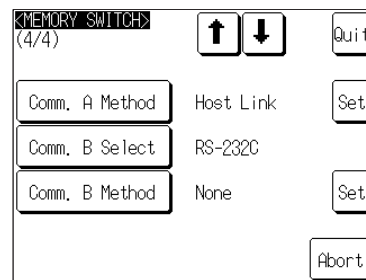 <MEMORY SWITCH>
(4/4)
Quit
Comm. A Method Host Link Set
Comm. B Select RS-232C
Comm. B Method None Set
Abort